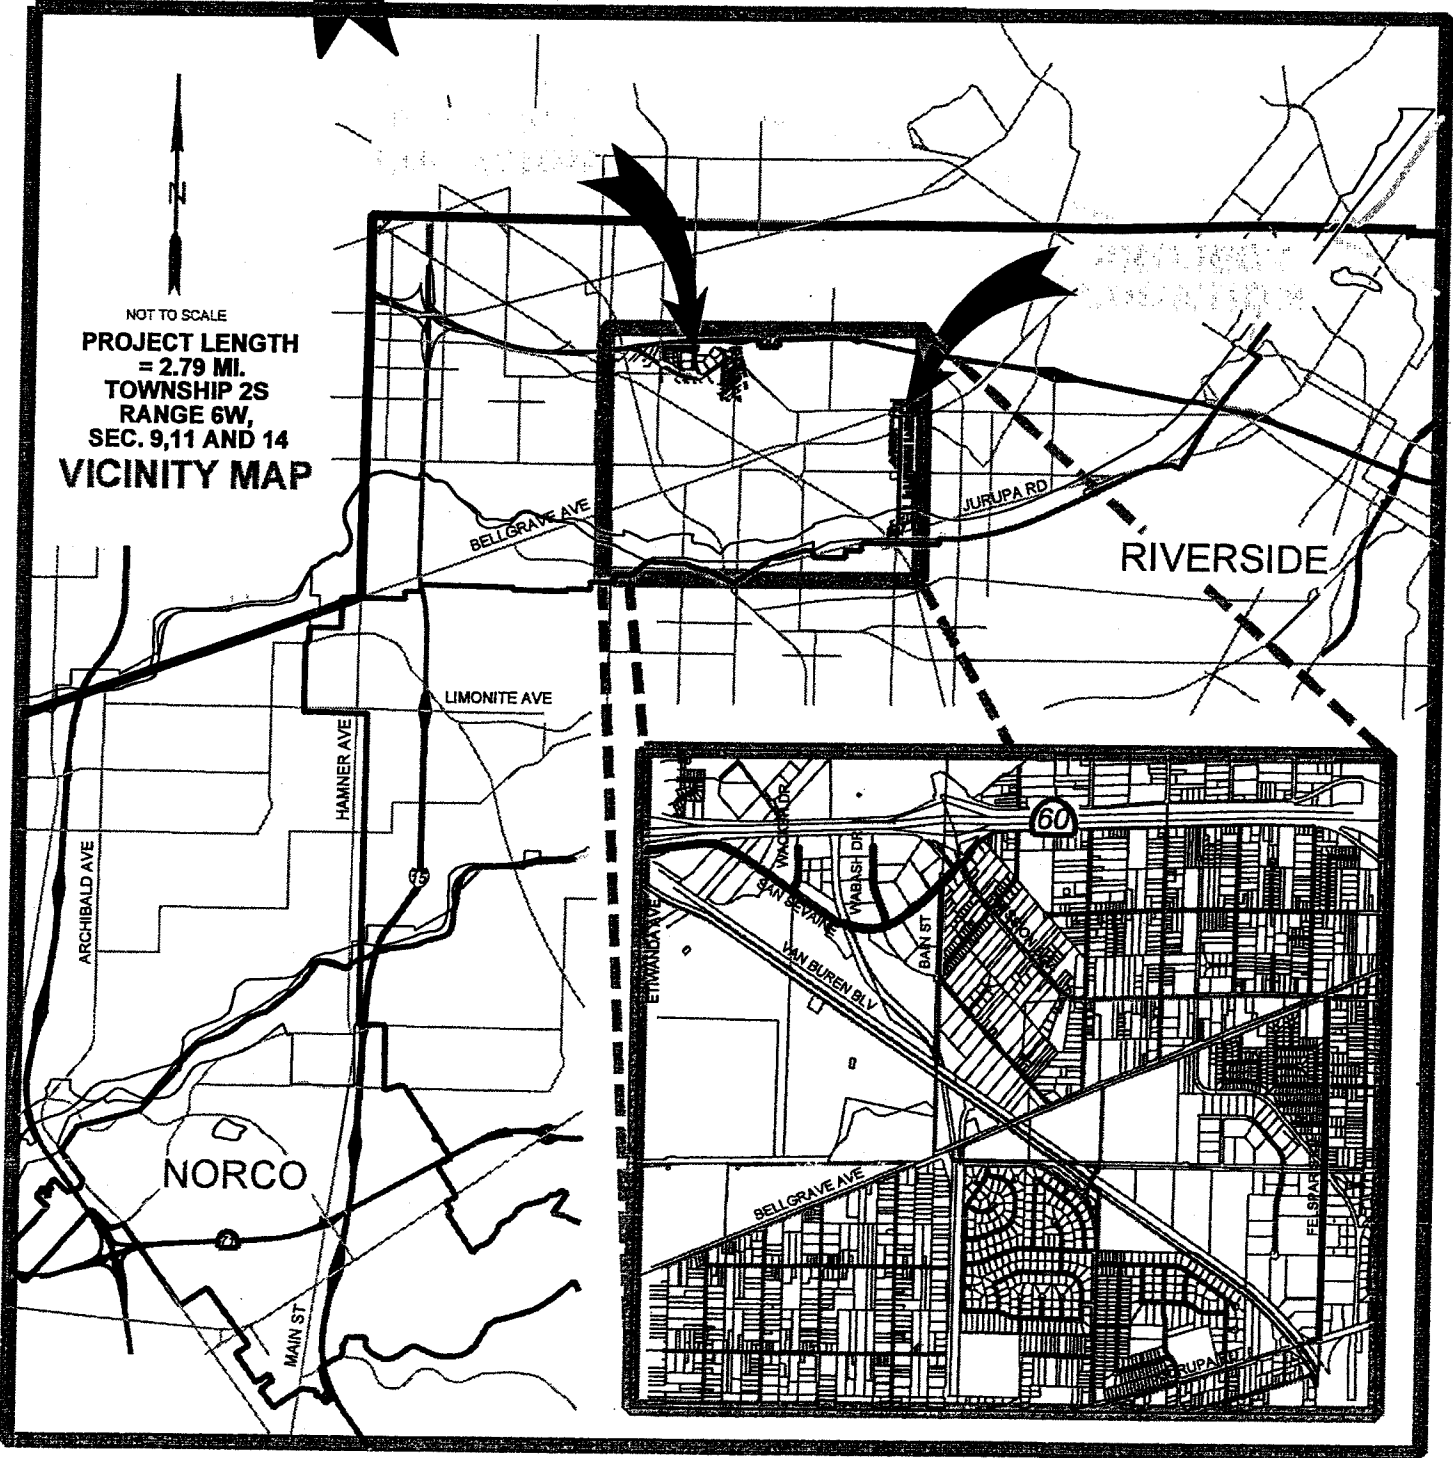 N
NOT TO SCALE
PROJECT LENGTH
= 2.79 MI.
TOWNSHIP 2S
RANGE 6W,
SEC. 9,11 AND 14
VICINITY MAP
BELLGRAVE AVE
JURUPA RD
RIVERSIDE
LIMONITE AVE
HAMNER AVE
ARCHIBALD AVE
NORCO
MAIN ST
60
WABASH DR
SAN SEVAINE
ETIWANDA AVE
BAIN ST
VAN BUREN BLV
BELLGRAVE AVE